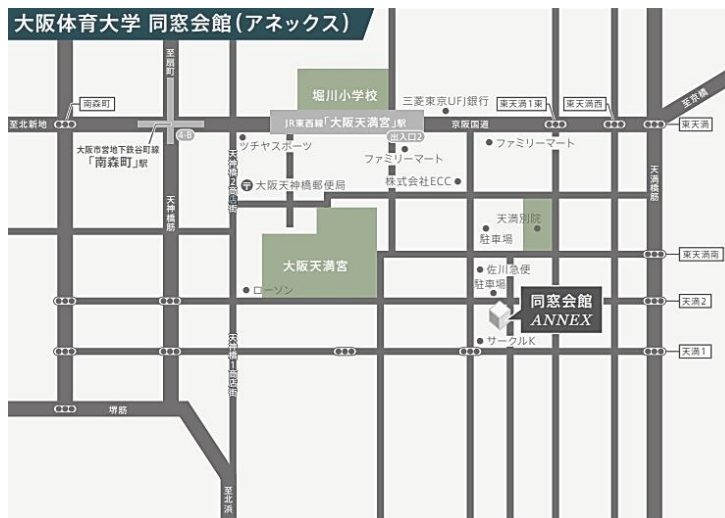 大阪体育大学 同窓会館（アネックス）
至扇町
堀川小学校
三菱東京UFJ銀行
南森町
東天満1東
東天満西
至京橋
至北新地
JR東西線「大阪天満宮」駅
京阪国道
東天満
4-B
出入口2
ツチヤスポーツ
ファミリーマート
大阪市営地下鉄谷町線
「南森町」駅
ファミリーマート
天神橋2商店街
大阪天神橋郵便局
株式会社ECC
天神橋筋
天満橋筋
天満別院
駐車場
東天満南
大阪天満宮
佐川急便
駐車場
ローソン
同窓会館
ANNEX
天満2
サークルK
天満1
天神橋1商店街
堺筋
至北浜